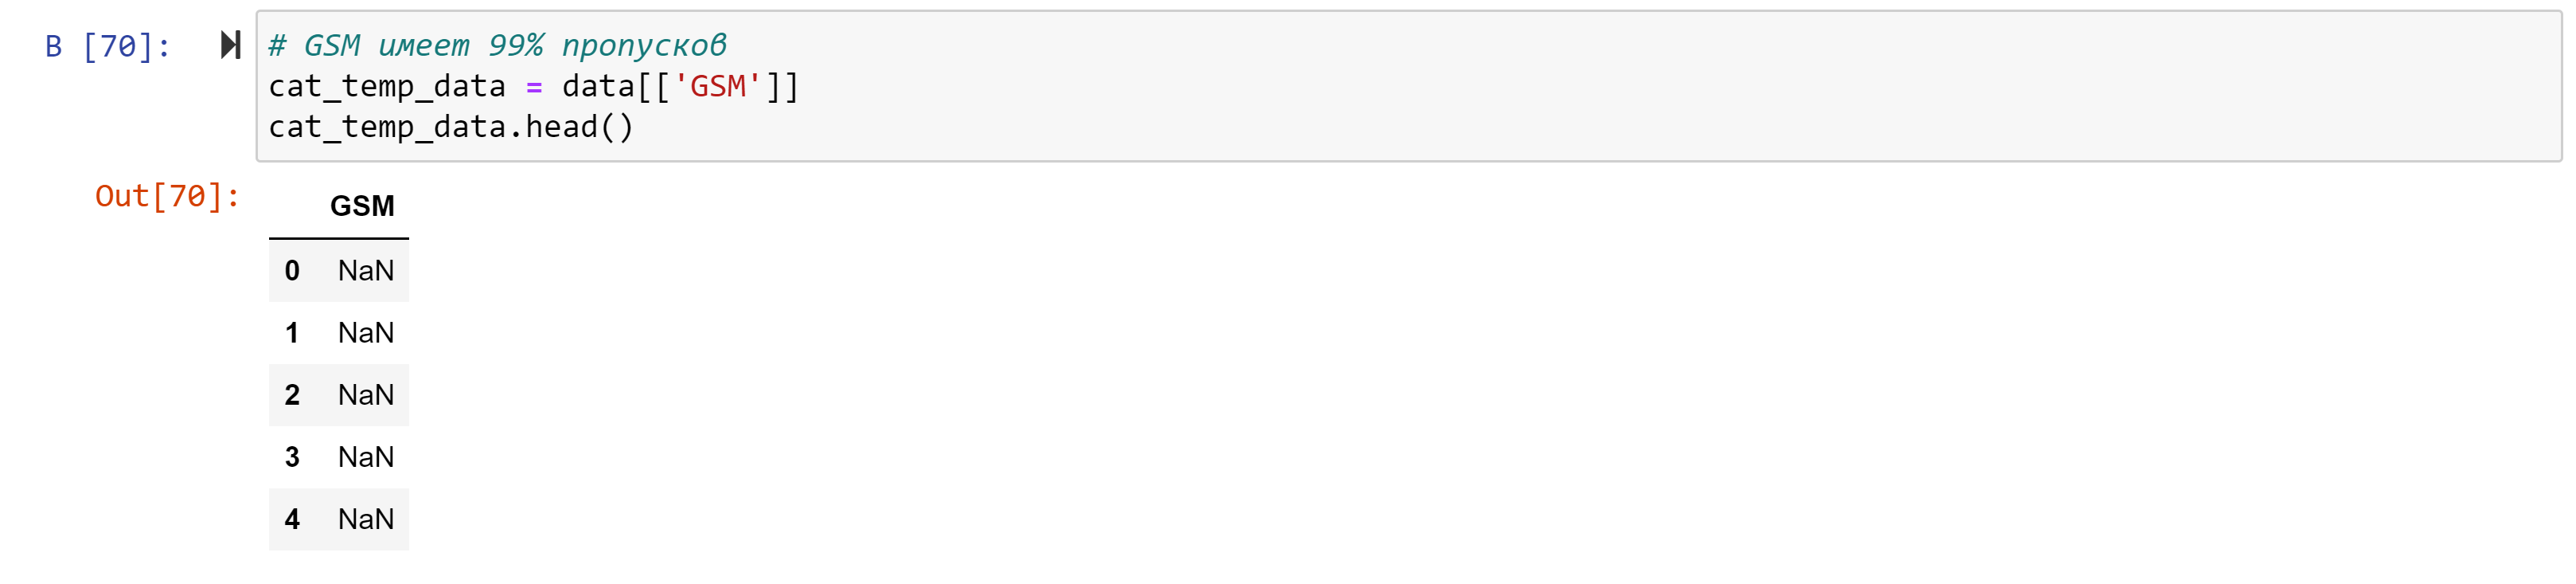 В [70]:
# GSM имеет 99% пропусков
cat_temp_data = data[['GSM']]
cat_temp_data.head()
Out[70]:
GSM
0 NaN
1 NaN
2 NaN
3 NaN
4 NaN